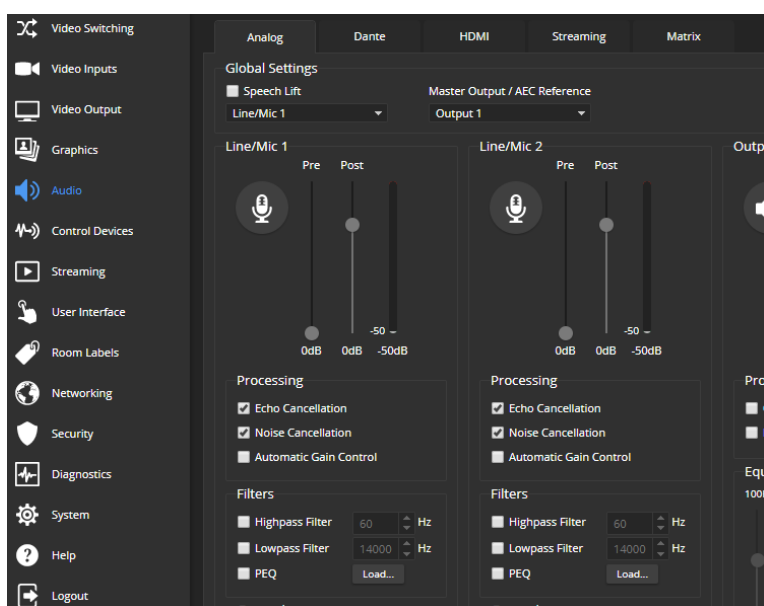 Video Switching
Video Inputs
Video Output
Graphics
Audio
Control Devices
Streaming
User Interface
Room Labels
Networking
Security
Diagnostics
System
Help
Logout
Analog Dante HDMI Streaming Matrix
Global Settings
Speech Lift Master Output / AEC Reference
Line/Mic 1 Output 1
Line/Mic 1
Pre Post
-50
0dB 0dB -50dB
Processing
Echo Cancellation
Noise Cancellation
Automatic Gain Control
Filters
Highpass Filter 60 Hz
Lowpass Filter 14000 Hz
PEQ Load...
Line/Mic 2
Pre Post
-50
0dB 0dB -50dB
Processing
Echo Cancellation
Noise Cancellation
Automatic Gain Control
Filters
Highpass Filter 60 Hz
Lowpass Filter 14000 Hz
PEQ Load...
Outp
Pro
Equ